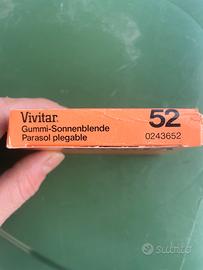 Vivitar. 52
Gummi-Sonnenblende
Parasol plegable 0243652
subito